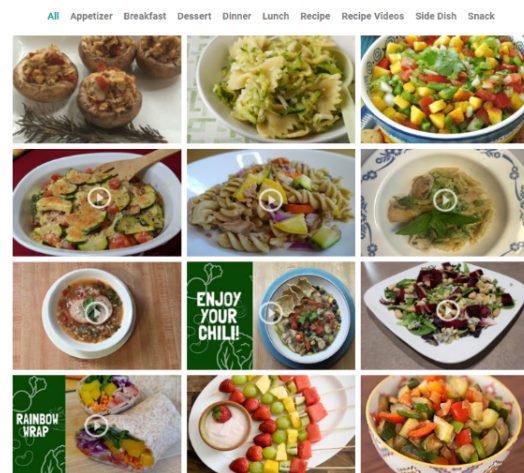 All Appetizer Breakfast Dessert Dinner Lunch Recipe Recipe Videos Side Dish Snack
ENJOY
YOUR
CHILI!
RAINBOW
WRAP